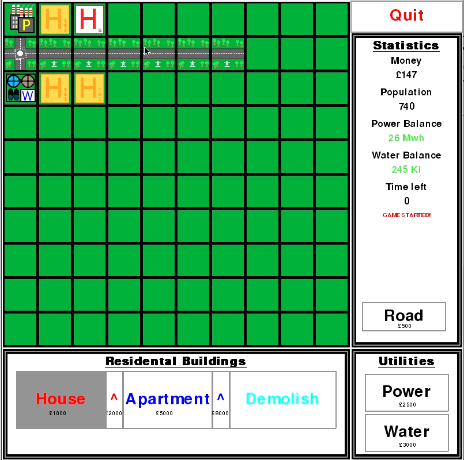 P H H
W H H
Quit
Statistics
Money
£147
Population
740
Power Balance
26 Mwh
Water Balance
245 Kl
Time left
0
GAME STARTED!
Road
£500
Residental Buildings
House ^ Apartment ^ Demolish
£1000 £2000 £5000 £8000
Utilities
Power
£2500
Water
£3000